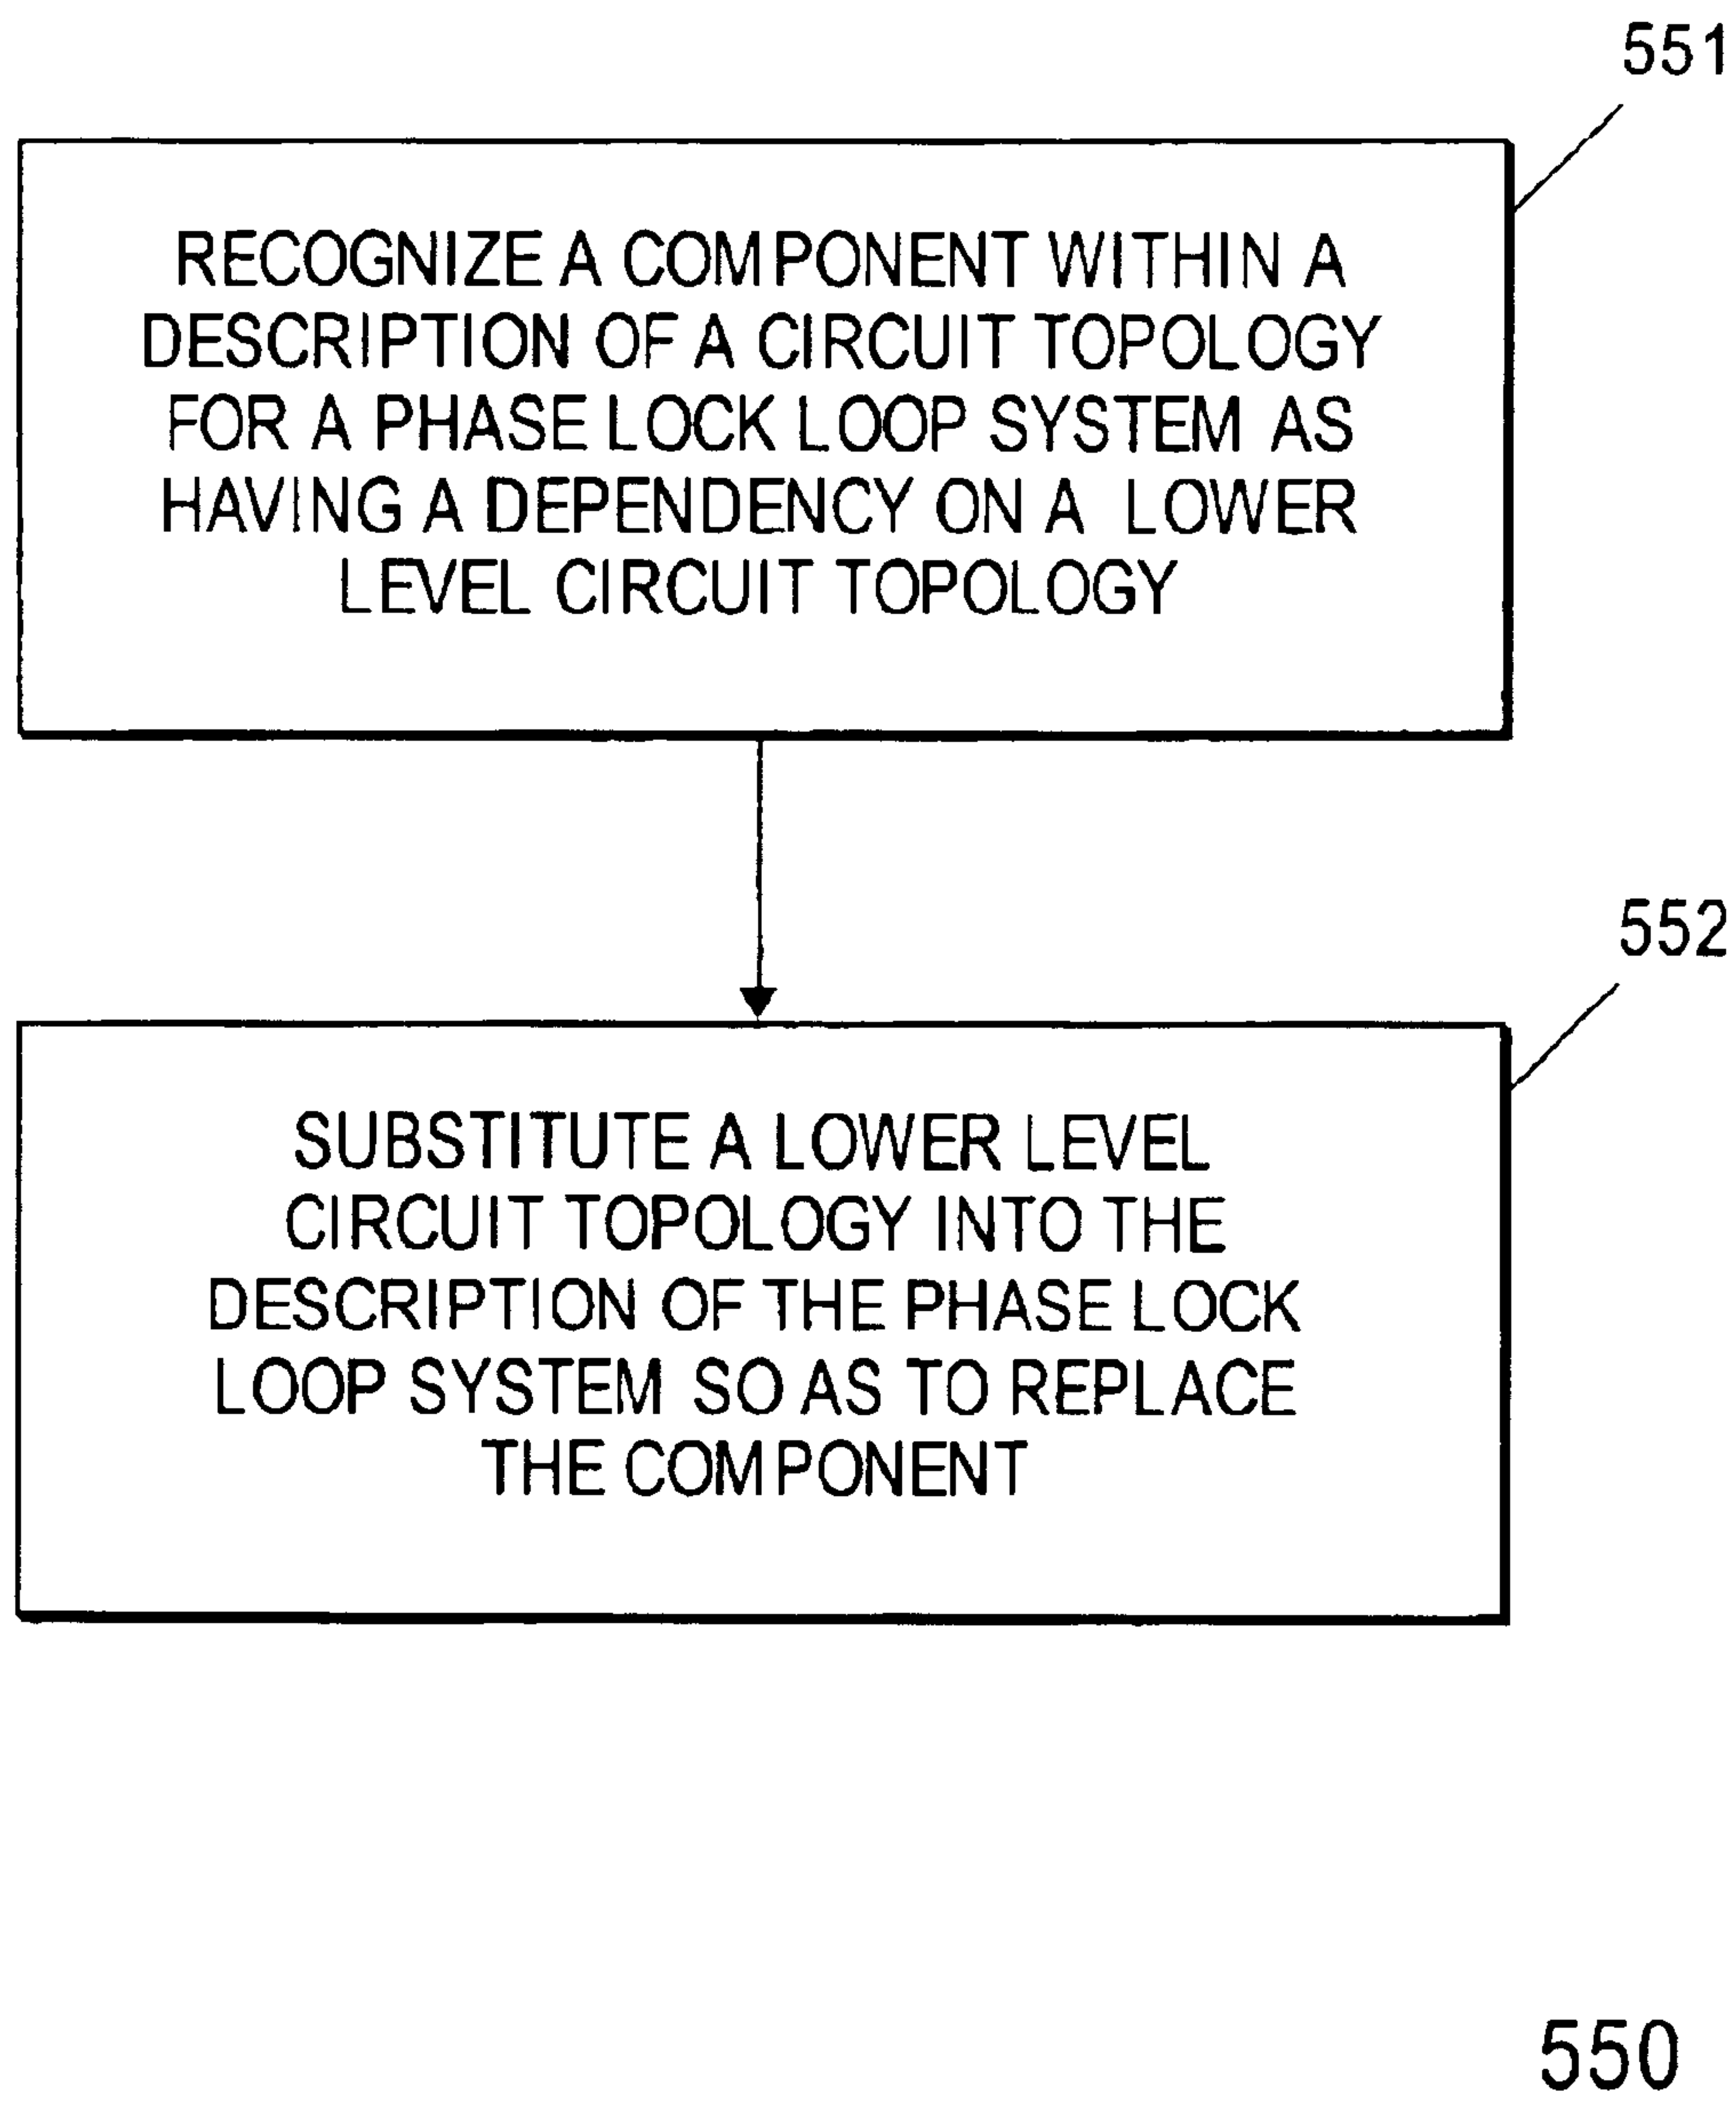 551
RECOGNIZE A COMPONENT WITHIN A
DESCRIPTION OF A CIRCUIT TOPOLOGY
FOR A PHASE LOCK LOOP SYSTEM AS
HAVING A DEPENDENCY ON A LOWER
LEVEL CIRCUIT TOPOLOGY
552
SUBSTITUTE A LOWER LEVEL
CIRCUIT TOPOLOGY INTO THE
DESCRIPTION OF THE PHASE LOCK
LOOP SYSTEM SO AS TO REPLACE
THE COMPONENT
550